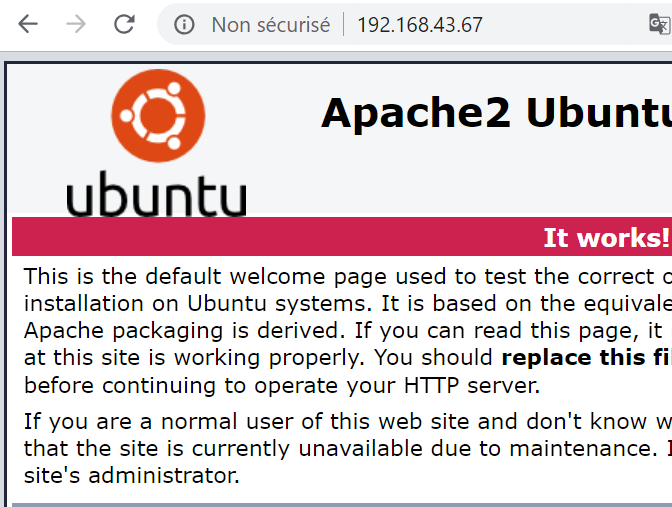 Non sécurisé 192.168.43.67
Apache2 Ubuntu
ubuntu
It works!
This is the default welcome page used to test the correct o
installation on Ubuntu systems. It is based on the equivale
Apache packaging is derived. If you can read this page, it
at this site is working properly. You should replace this fi
before continuing to operate your HTTP server.
If you are a normal user of this web site and don't know w
that the site is currently unavailable due to maintenance. I
site's administrator.